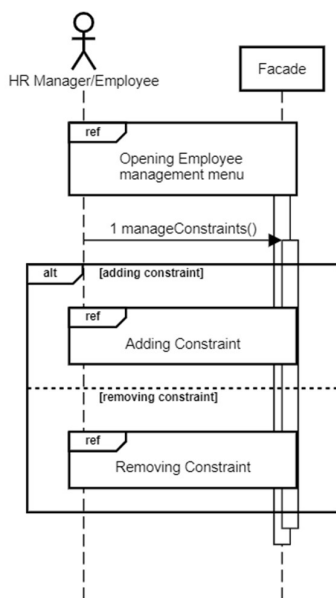 HR Manager/Employee
Facade
ref
Opening Employee
management menu
1 manageConstraints()
alt
[adding constraint]
ref
Adding Constraint
[removing constraint]
ref
Removing Constraint